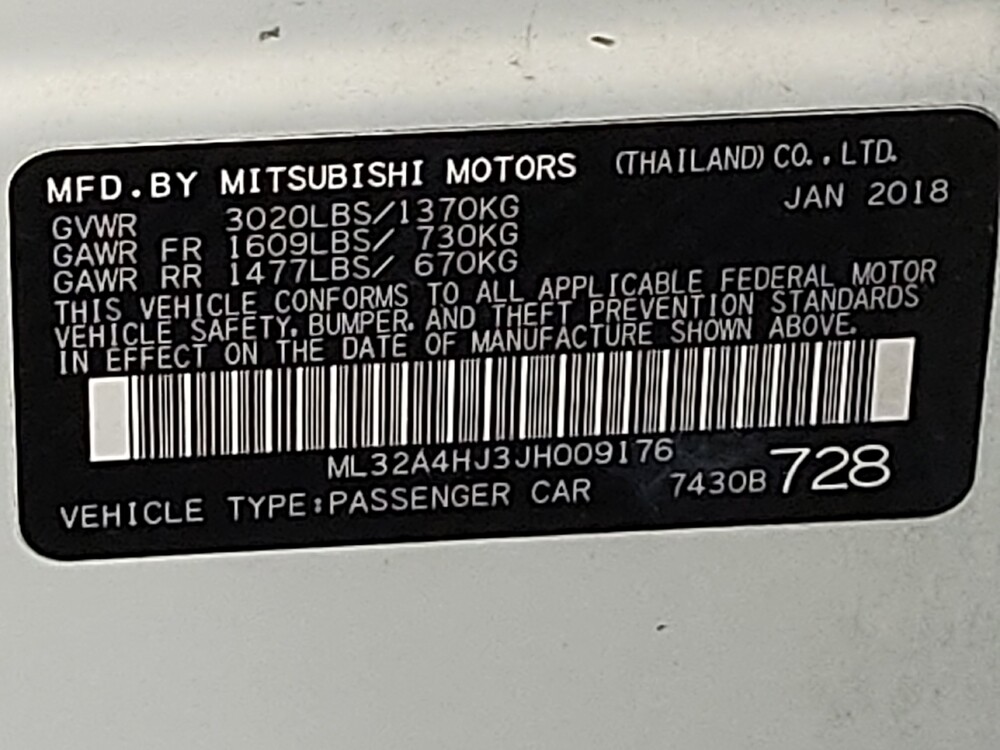 MFD.BY MITSUBISHI MOTORS (THAILAND) CO.,LTD.
GVWR 3020LBS/1370KG JAN 2018
GAWR FR 1609LBS/ 730KG
GAWR RR 1477LBS/ 670KG
THIS VEHICLE CONFORMS TO ALL APPLICABLE FEDERAL MOTOR
VEHICLE SAFETY, BUMPER, AND THEFT PREVENTION STANDARDS
IN EFFECT ON THE DATE OF MANUFACTURE SHOWN ABOVE.
ML32A4HJ3JH009176
VEHICLE TYPE:PASSENGER CAR 7430B 728